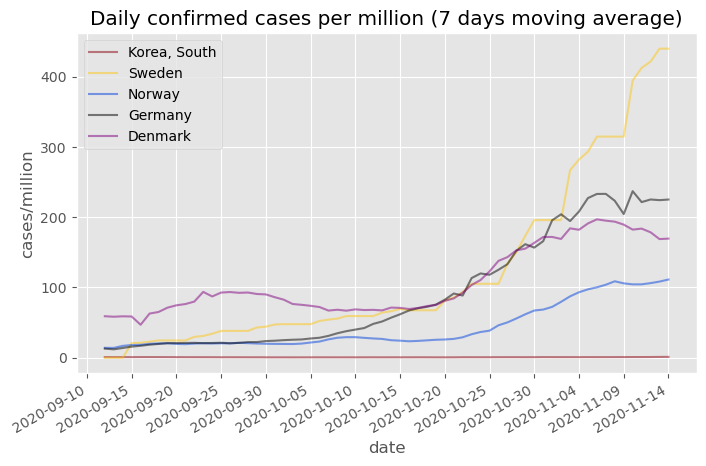 Daily confirmed cases per million (7 days moving average)
Korea, South
Sweden
Norway
Germany
Denmark
cases/million
400
300
200
100
0
2020-09-10
2020-09-15
2020-09-20
2020-09-25
2020-09-30
2020-10-05
2020-10-10
2020-10-15
2020-10-20
2020-10-25
2020-10-30
2020-11-04
2020-11-09
2020-11-14
date